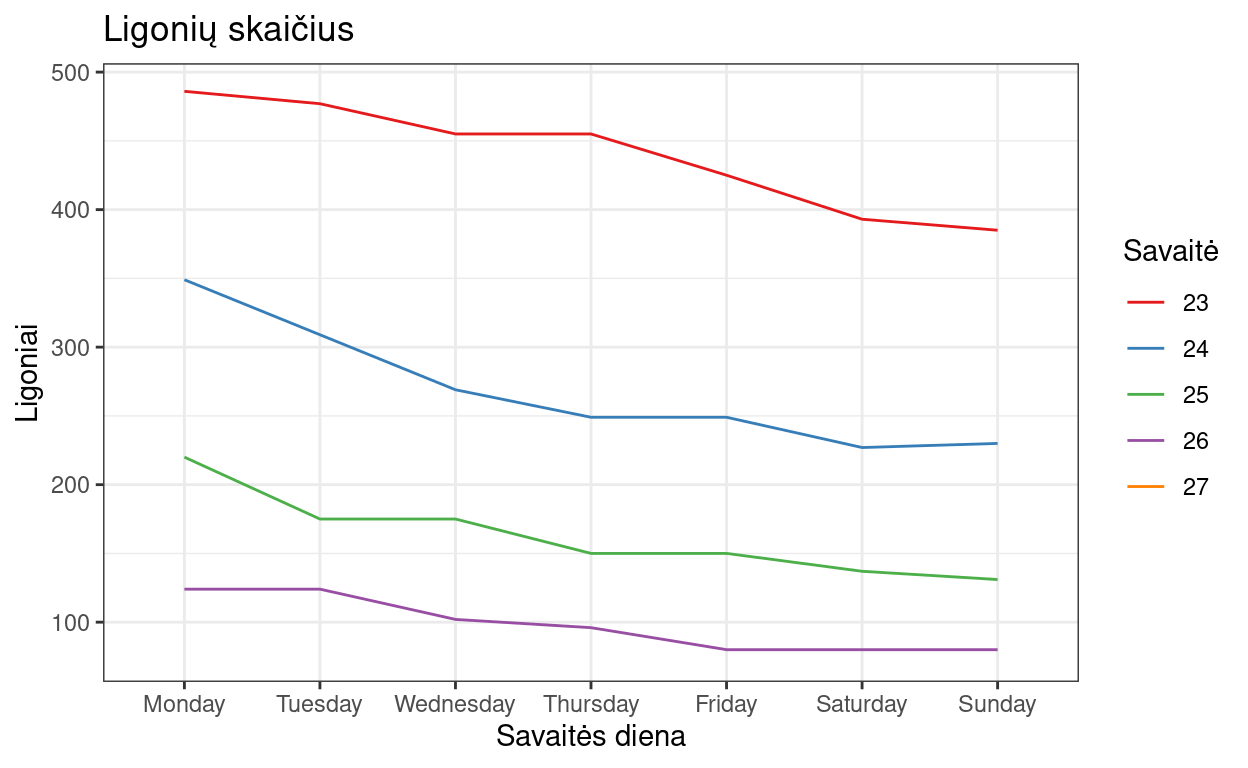 Ligonių skaičius
500
400
300
200
100
Ligoniai
Monday Tuesday Wednesday Thursday Friday Saturday Sunday
Savaitės diena
Savaitė
23
24
25
26
27